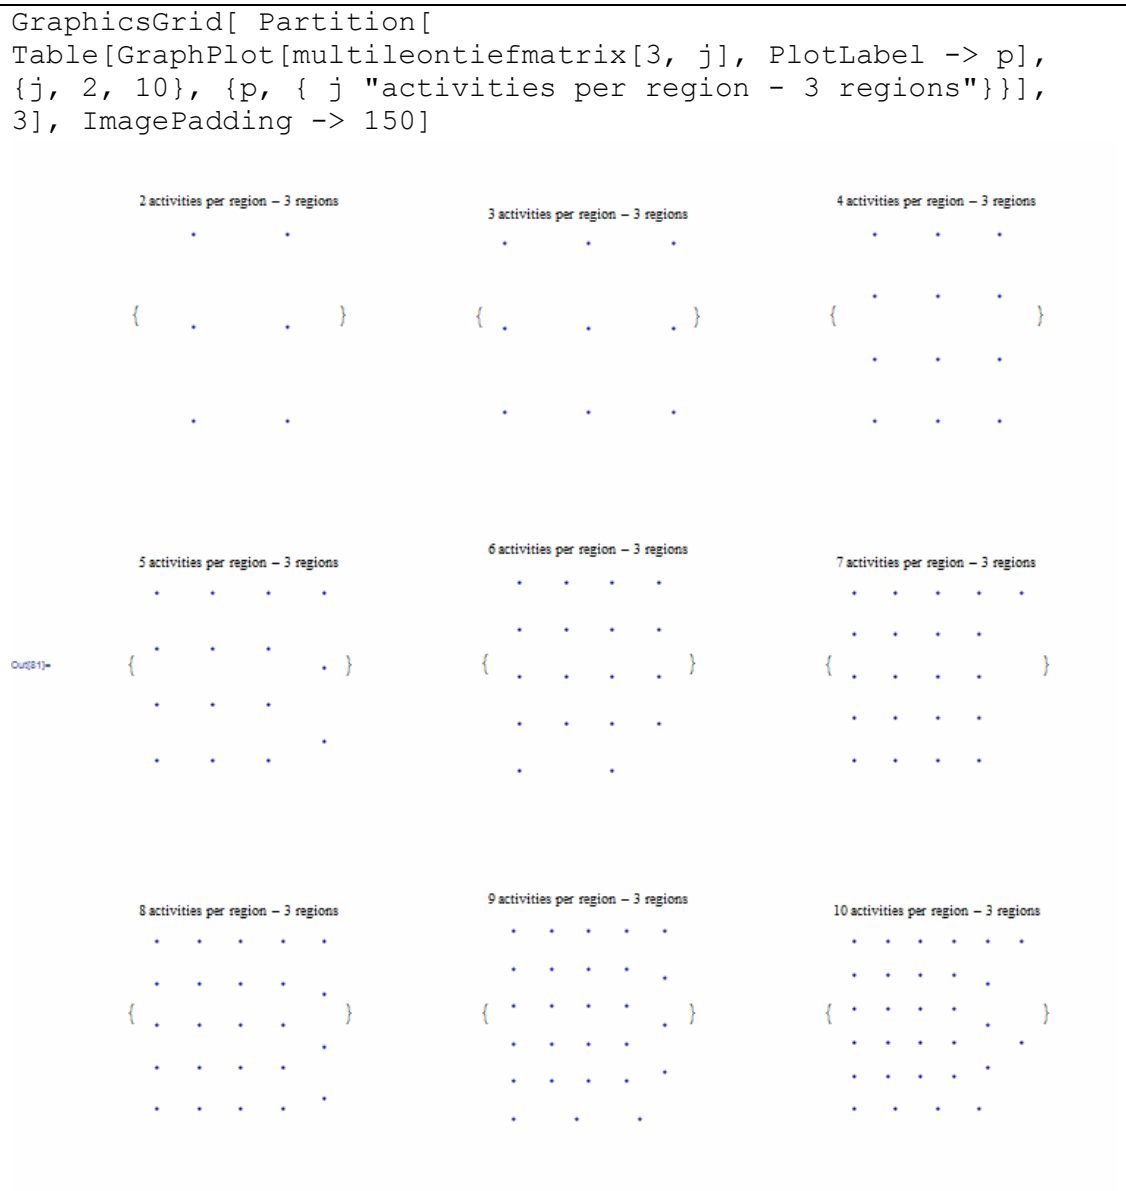 GraphicsGrid[ Partition[
Table[GraphPlot[multileontiefmatrix[3, j], PlotLabel -> p],
{j, 2, 10}, {p, { j "activities per region - 3 regions"}}],
3], ImagePadding -> 150]
2 activities per region – 3 regions
3 activities per region – 3 regions
4 activities per region – 3 regions
{ }
{ }
{ }
5 activities per region – 3 regions
6 activities per region – 3 regions
7 activities per region – 3 regions
Out[81]=
{ }
{ }
{ }
8 activities per region – 3 regions
9 activities per region – 3 regions
10 activities per region – 3 regions
{ }
{ }
{ }